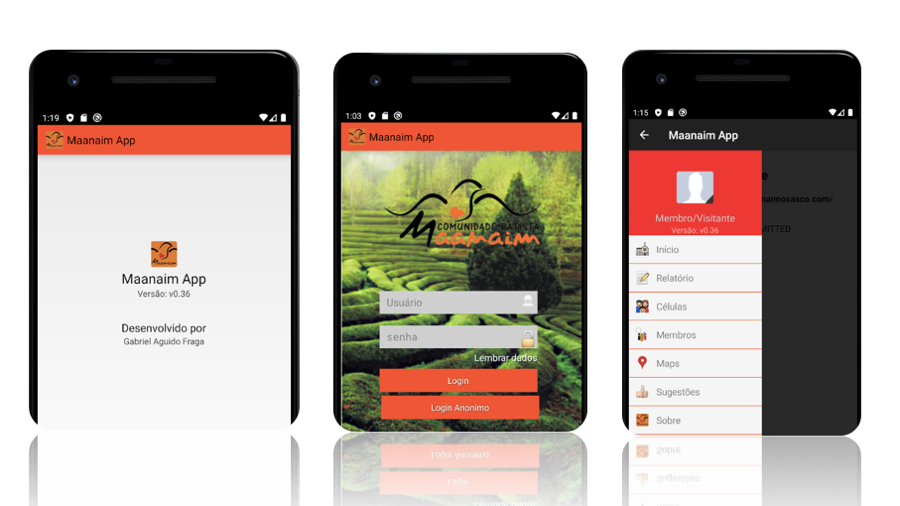 1:19
Maanaim App
Maanaim App
Versão: v0.36
Desenvolvido por
Gabriel Aguido Fraga
1:03
Maanaim App
COMUNIDADE BATISTA
Maanaim
Usuário
senha
Lembrar dados
Login
Login Anonimo
1:15
Maanaim App
Membro/Visitante
Versão: v0.36
Início
Relatório
Células
Membros
Maps
Sugestões
Sobre
e
naimosasco.com/
MITTED